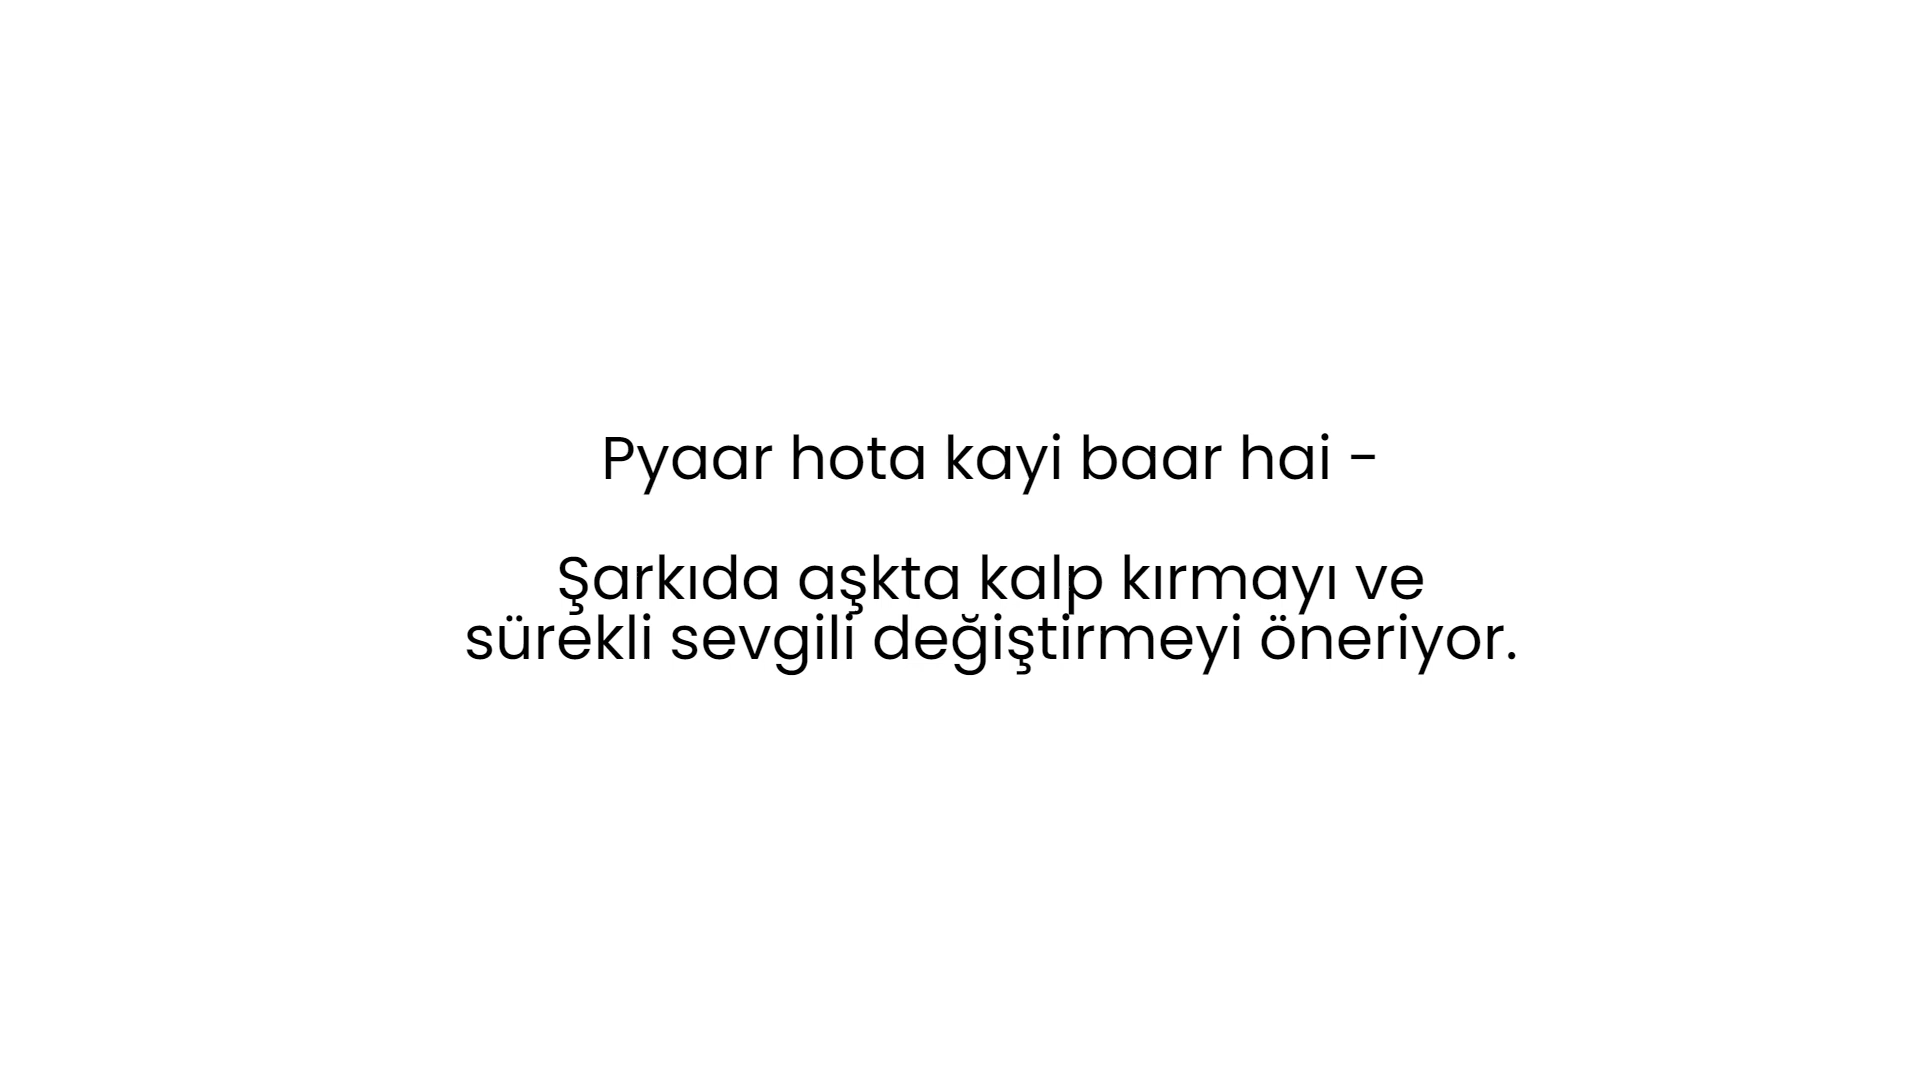 Pyaar hota kayi baar hai -
Şarkıda aşkta kalp kırmayı ve
sürekli sevgili değiştirmeyi öneriyor.